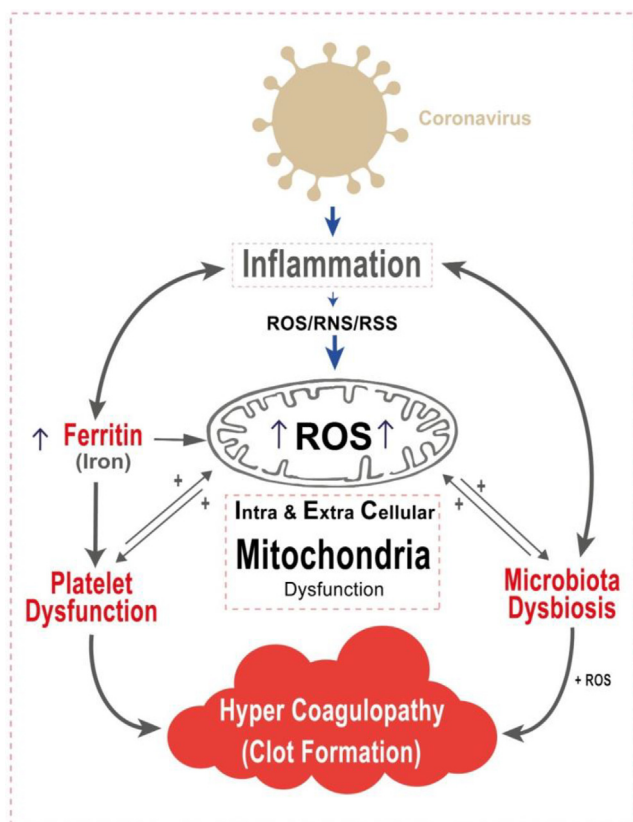 Coronavirus
Inflammation
ROS/RNS/RSS
↑ ROS ↑
↑ Ferritin
(Iron)
+
+
+
+
Intra & Extra Cellular
Mitochondria
Dysfunction
Platelet
Dysfunction
Microbiota
Dysbiosis
+ ROS
Hyper Coagulopathy
(Clot Formation)